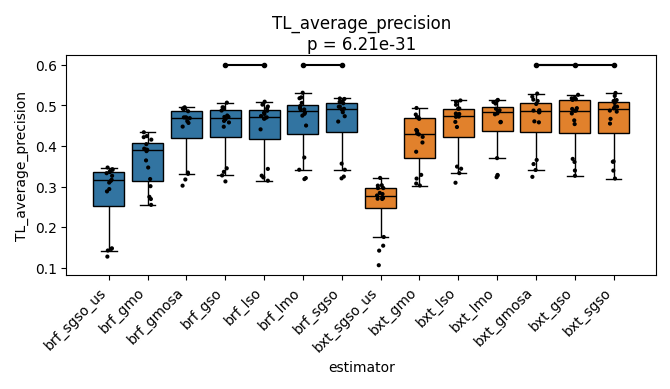 TL_average_precision
p = 6.21e-31
0.6
0.5
0.4
0.3
0.2
0.1
TL_average_precision
brf_sgso_us
brf_gmo
brf_gmosa
brf_gso
brf_lso
brf_lmo
brf_sgso
bxt_sgso_us
bxt_gmo
bxt_lso
bxt_lmo
bxt_gmosa
bxt_gso
bxt_sgso
estimator